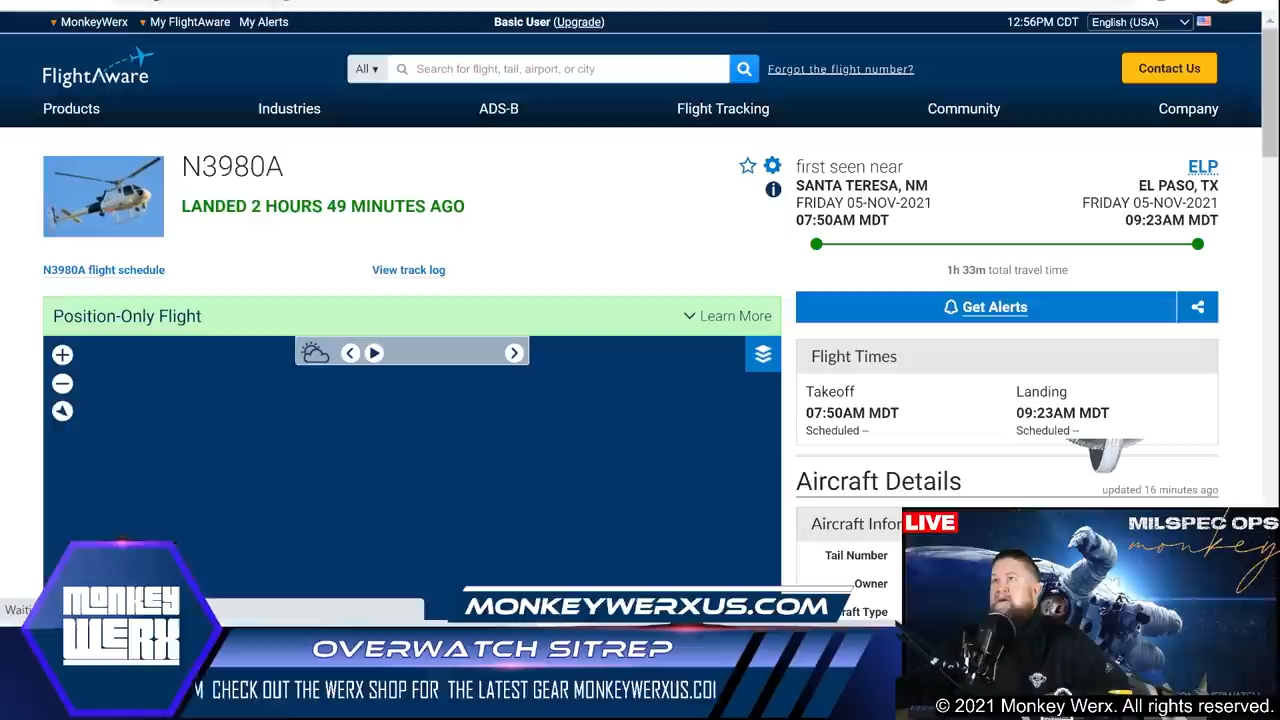 MonkeyWerx
My FlightAware
My Alerts
Basic User (Upgrade)
12:56PM CDT
English (USA)
FlightAware
All
Search for flight, tail, airport, or city
Forgot the flight number?
Contact Us
Products
Industries
ADS-B
Flight Tracking
Community
Company
N3980A
LANDED 2 HOURS 49 MINUTES AGO
first seen near
ELP
SANTA TERESA, NM
EL PASO, TX
FRIDAY 05-NOV-2021
FRIDAY 05-NOV-2021
07:50AM MDT
09:23AM MDT
1h 33m total travel time
N3980A flight schedule
View track log
Get Alerts
Position-Only Flight
Learn More
Flight Times
Takeoff
Landing
07:50AM MDT
09:23AM MDT
Scheduled --
Scheduled --
Aircraft Details
updated 16 minutes ago
Aircraft Infor
Tail Number
Owner
raft Type
Waiti
LIVE
MILSPEC OPS
monkey
MONKEY
WERX
MONKEYWERXUS.COM
OVERWATCH SITREP
M CHECK OUT THE WERX SHOP FOR THE LATEST GEAR MONKEYWERXUS.COM
© 2021 Monkey Werx. All rights reserved.